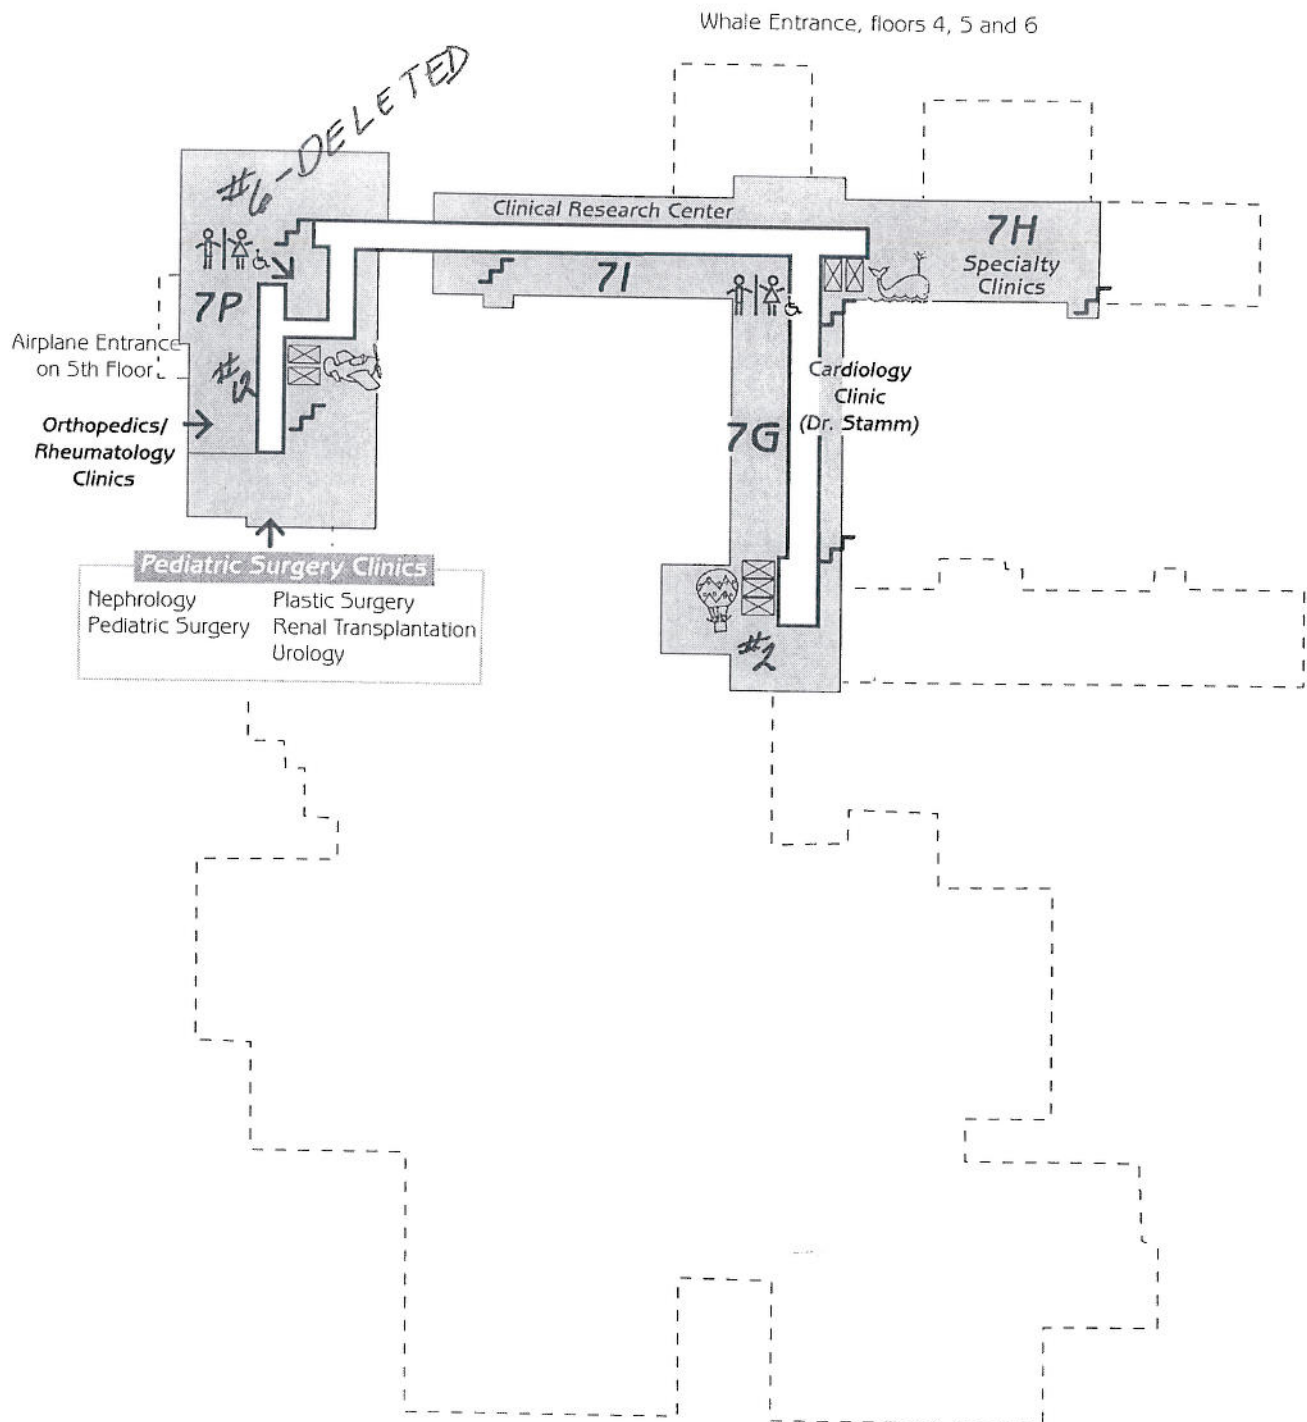 Whale Entrance, floors 4, 5 and 6
#6-DELETED
Clinical Research Center
7H
Specialty
Clinics
7I
7P
Airplane Entrance
on 5th Floor
Cardiology
Clinic
(Dr. Stamm)
7G
Orthopedics/
Rheumatology
Clinics
Pediatric Surgery Clinics
Nephrology
Pediatric Surgery
Plastic Surgery
Renal Transplantation
Urology
#2